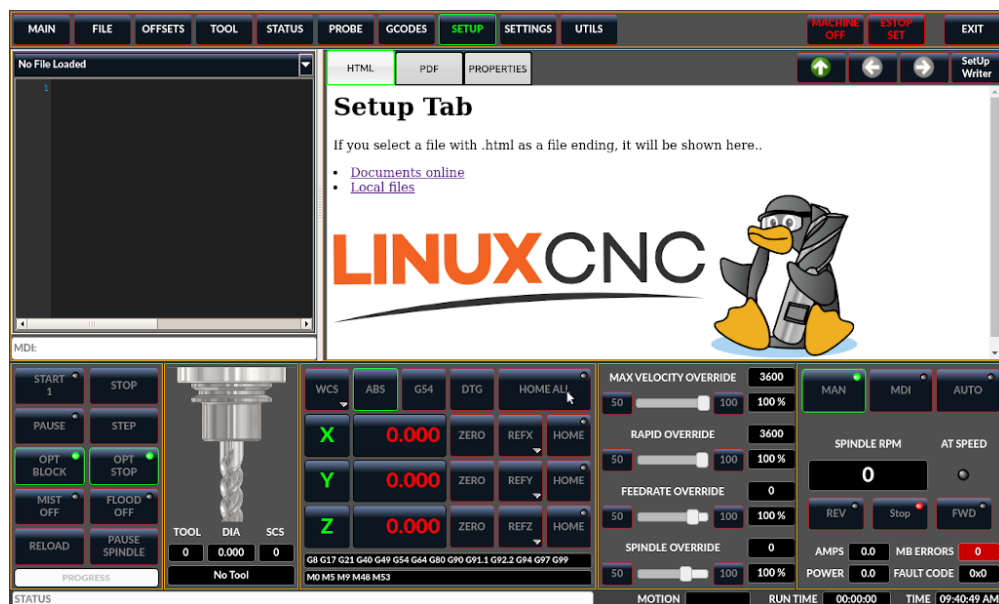 MAIN FILE OFFSETS TOOL STATUS PROBE GCODES SETUP SETTINGS UTILS MACHINE OFF ESTOP SET EXIT
No File Loaded
1
HTML PDF PROPERTIES SetUp Writer
Setup Tab
If you select a file with .html as a file ending, it will be shown here..
• Documents online
• Local files
LINUXCNC
MDI:
START 1 STOP
PAUSE STEP
OPT BLOCK OPT STOP
MIST OFF FLOOD OFF
RELOAD PAUSE SPINDLE
PROGRESS
TOOL DIA SCS
0 0.000 0
No Tool
WCS ABS G54 DTG HOME ALL
X 0.000 ZERO REFX HOME
Y 0.000 ZERO REFY HOME
Z 0.000 ZERO REFZ HOME
G8 G17 G21 G40 G49 G54 G64 G80 G90 G91.1 G92.2 G94 G97 G99
M0 M5 M9 M48 M53
MAX VELOCITY OVERRIDE 3600
50 100 100 %
RAPID OVERRIDE 3600
50 100 100 %
FEEDRATE OVERRIDE 0
50 100 100 %
SPINDLE OVERRIDE 0
50 100 100 %
MAN MDI AUTO
SPINDLE RPM AT SPEED
0
REV Stop FWD
AMPS 0.0 MB ERRORS 0
POWER 0.0 FAULT CODE 0x0
STATUS MOTION RUN TIME 00:00:00 TIME 09:40:49 AM